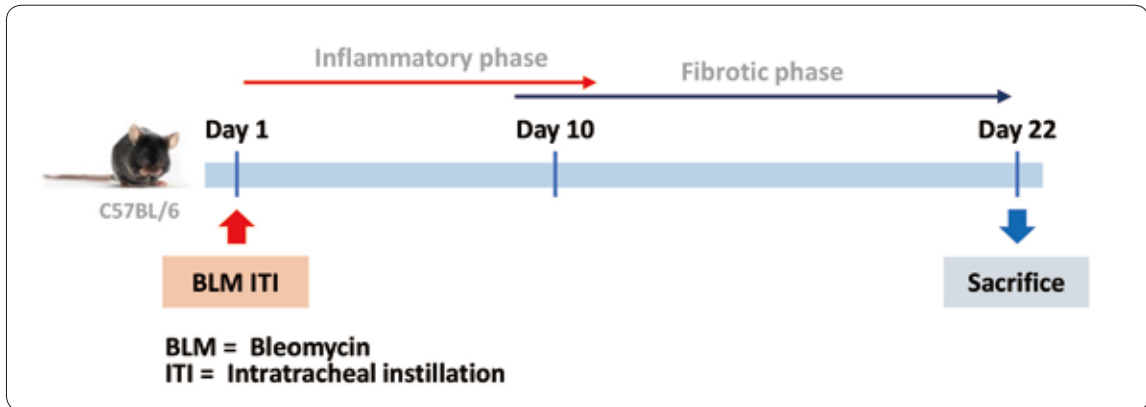 Inflammatory phase
Fibrotic phase
Day 1
Day 10
Day 22
C57BL/6
BLM ITI
Sacrifice
BLM = Bleomycin
ITI = Intratracheal instillation